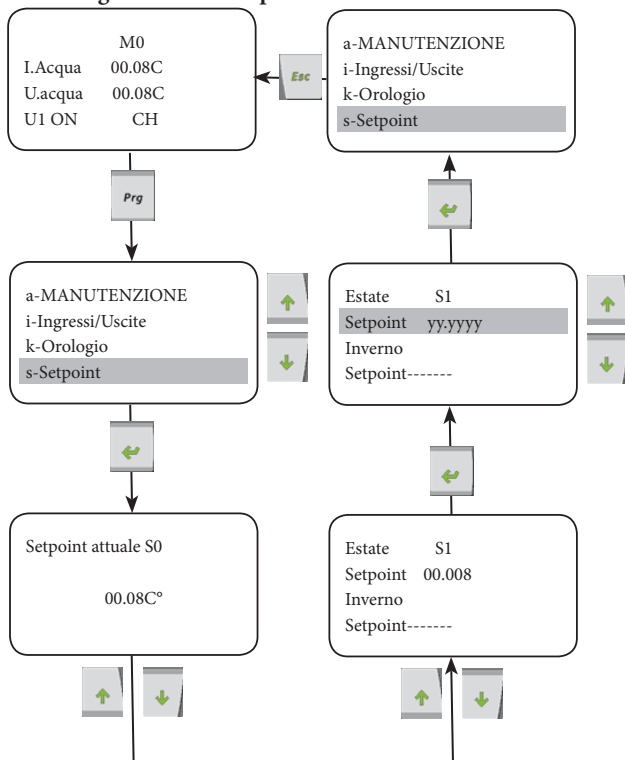 M0
I.Acqua 00.08C
U.acqua 00.08C
U1 ON CH
Esc
a-MANUTENZIONE
i-Ingressi/Uscite
k-Orologio
s-Setpoint
Prg
a-MANUTENZIONE
i-Ingressi/Uscite
k-Orologio
s-Setpoint
Estate S1
Setpoint yy.yyyy
Inverno
Setpoint-------
Setpoint attuale S0
00.08C°
Estate S1
Setpoint 00.008
Inverno
Setpoint-------